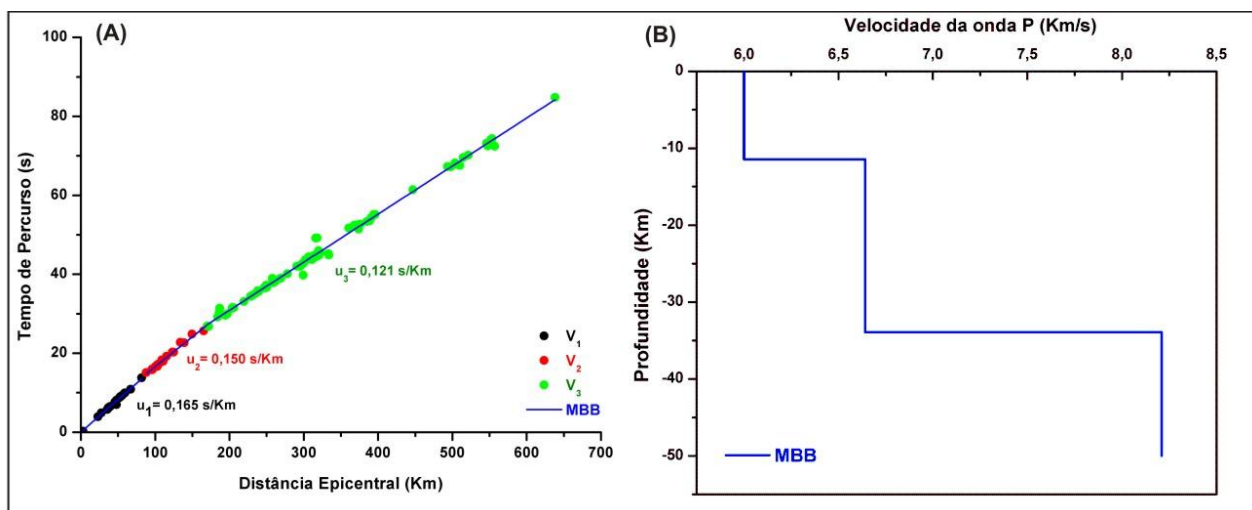 (A)
Tempo de Percurso (s)
100
80
60
40
20
0
u₃= 0,121 s/Km
u₂= 0,150 s/Km
u₁= 0,165 s/Km
V₁
V₂
V₃
MBB
0 100 200 300 400 500 600 700
Distância Epicentral (Km)
(B)
Velocidade da onda P (Km/s)
6,0 6,5 7,0 7,5 8,0 8,5
Profundidade (Km)
0
-10
-20
-30
-40
-50
MBB